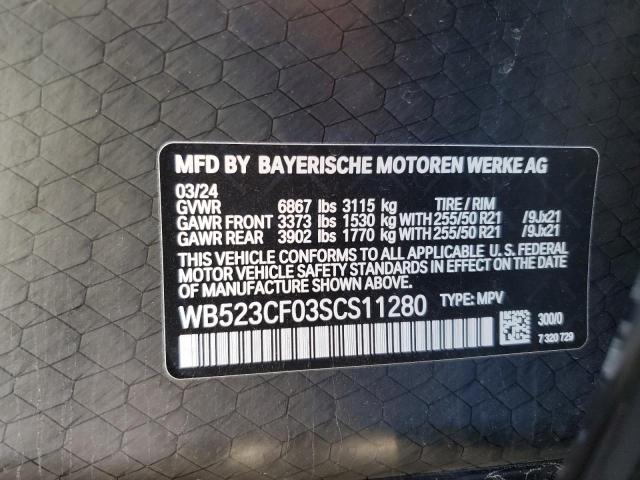 MFD BY BAYERISCHE MOTOREN WERKE AG
03/24
GVWR 6867 lbs 3115 kg TIRE / RIM
GAWR FRONT 3373 lbs 1530 kg WITH 255/50 R21 /9Jx21
GAWR REAR 3902 lbs 1770 kg WITH 255/50 R21 /9Jx21
THIS VEHICLE CONFORMS TO ALL APPLICABLE U.S. FEDERAL
MOTOR VEHICLE SAFETY STANDARDS IN EFFECT ON THE DATE
OF MANUFACTURE SHOWN ABOVE.
WB523CF03SCS11280 TYPE: MPV
300/0
7 320 729